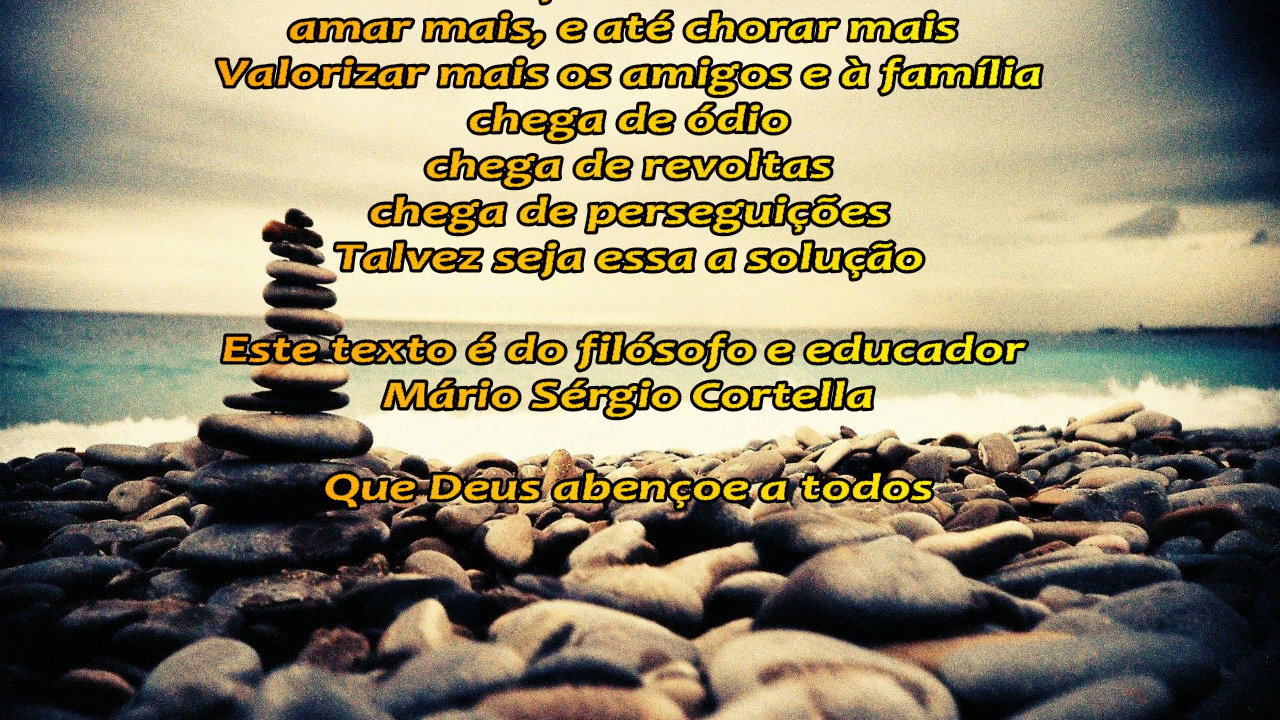 amar mais, e até chorar mais
Valorizar mais os amigos e à família
chega de ódio
chega de revoltas
chega de perseguições
Talvez seja essa a solução
Este texto é do filósofo e educador
Mário Sérgio Cortella
Que Deus abençoe a todos